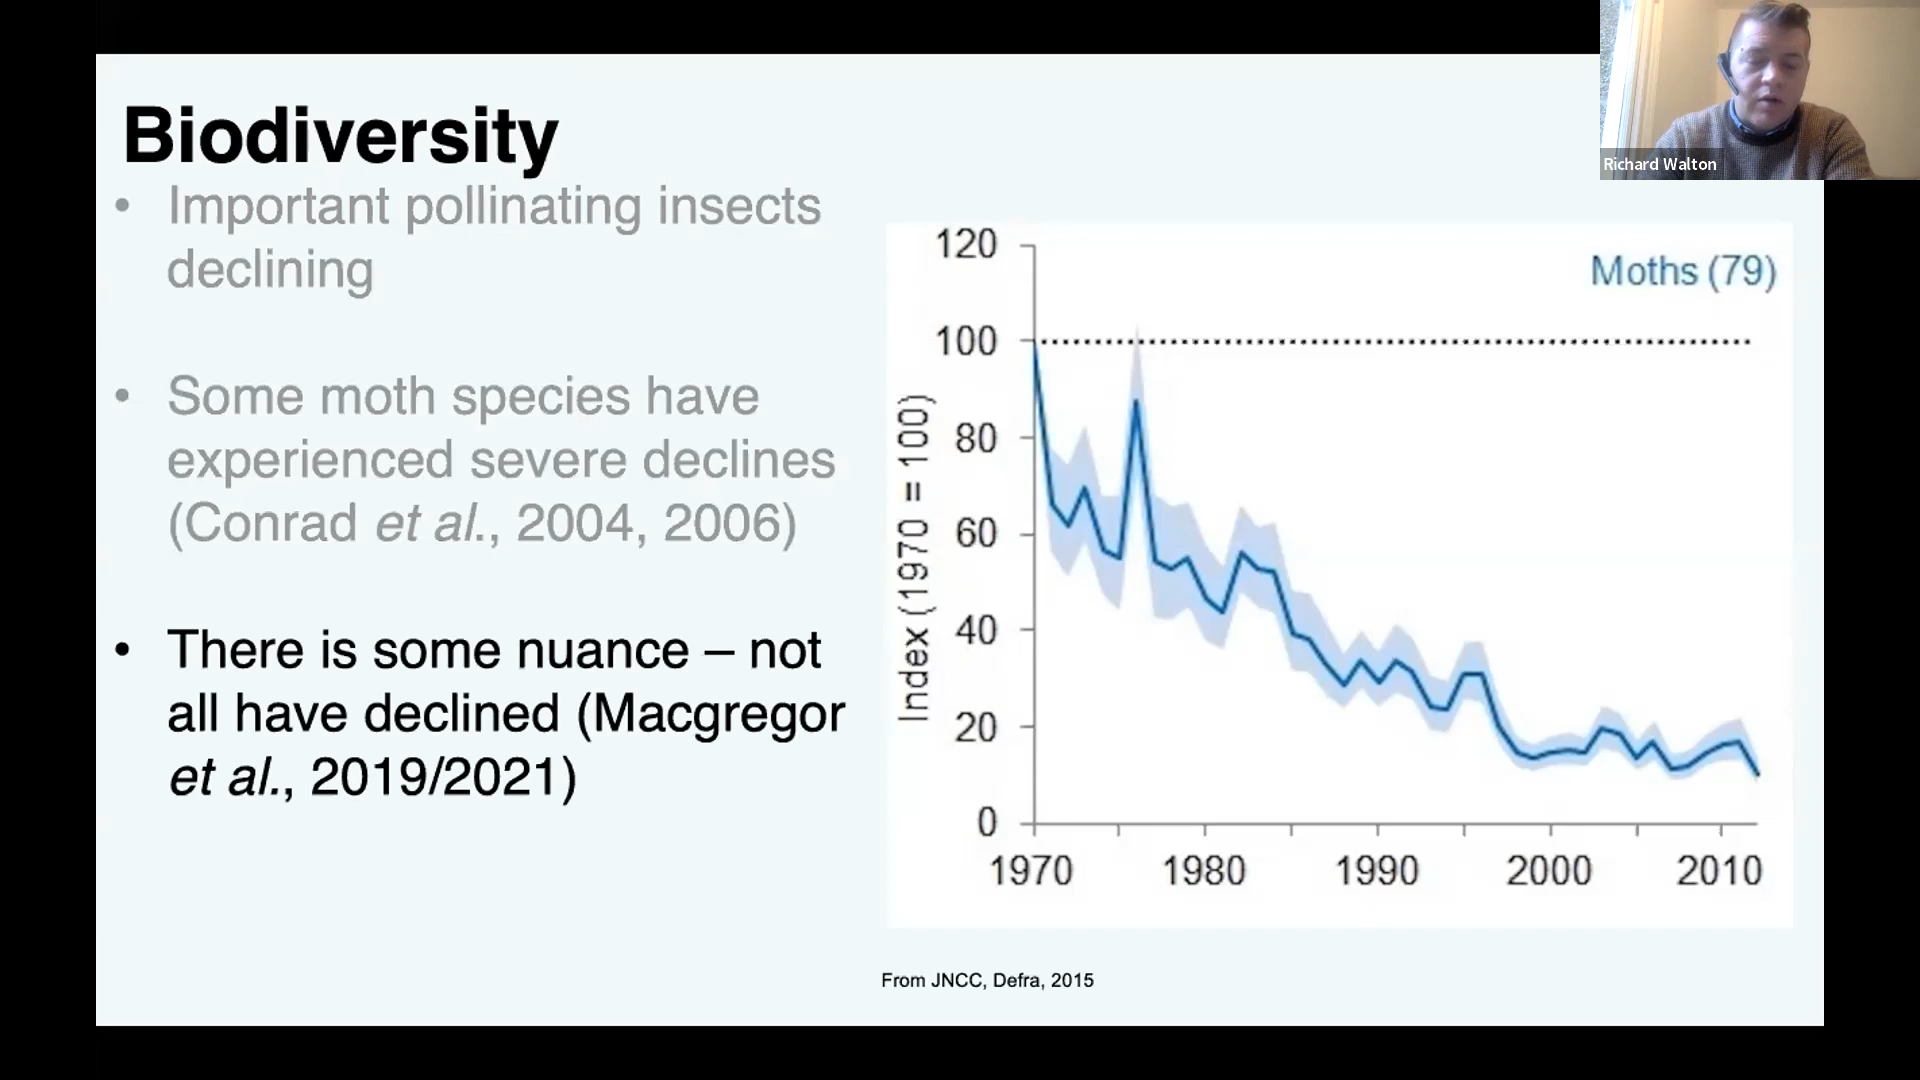 Biodiversity
• Important pollinating insects
declining
• Some moth species have
experienced severe declines
(Conrad et al., 2004, 2006)
• There is some nuance – not
all have declined (Macgregor
et al., 2019/2021)
Richard Walton
Moths (79)
Index (1970 = 100)
120
100
80
60
40
20
0
1970 1980 1990 2000 2010
From JNCC, Defra, 2015